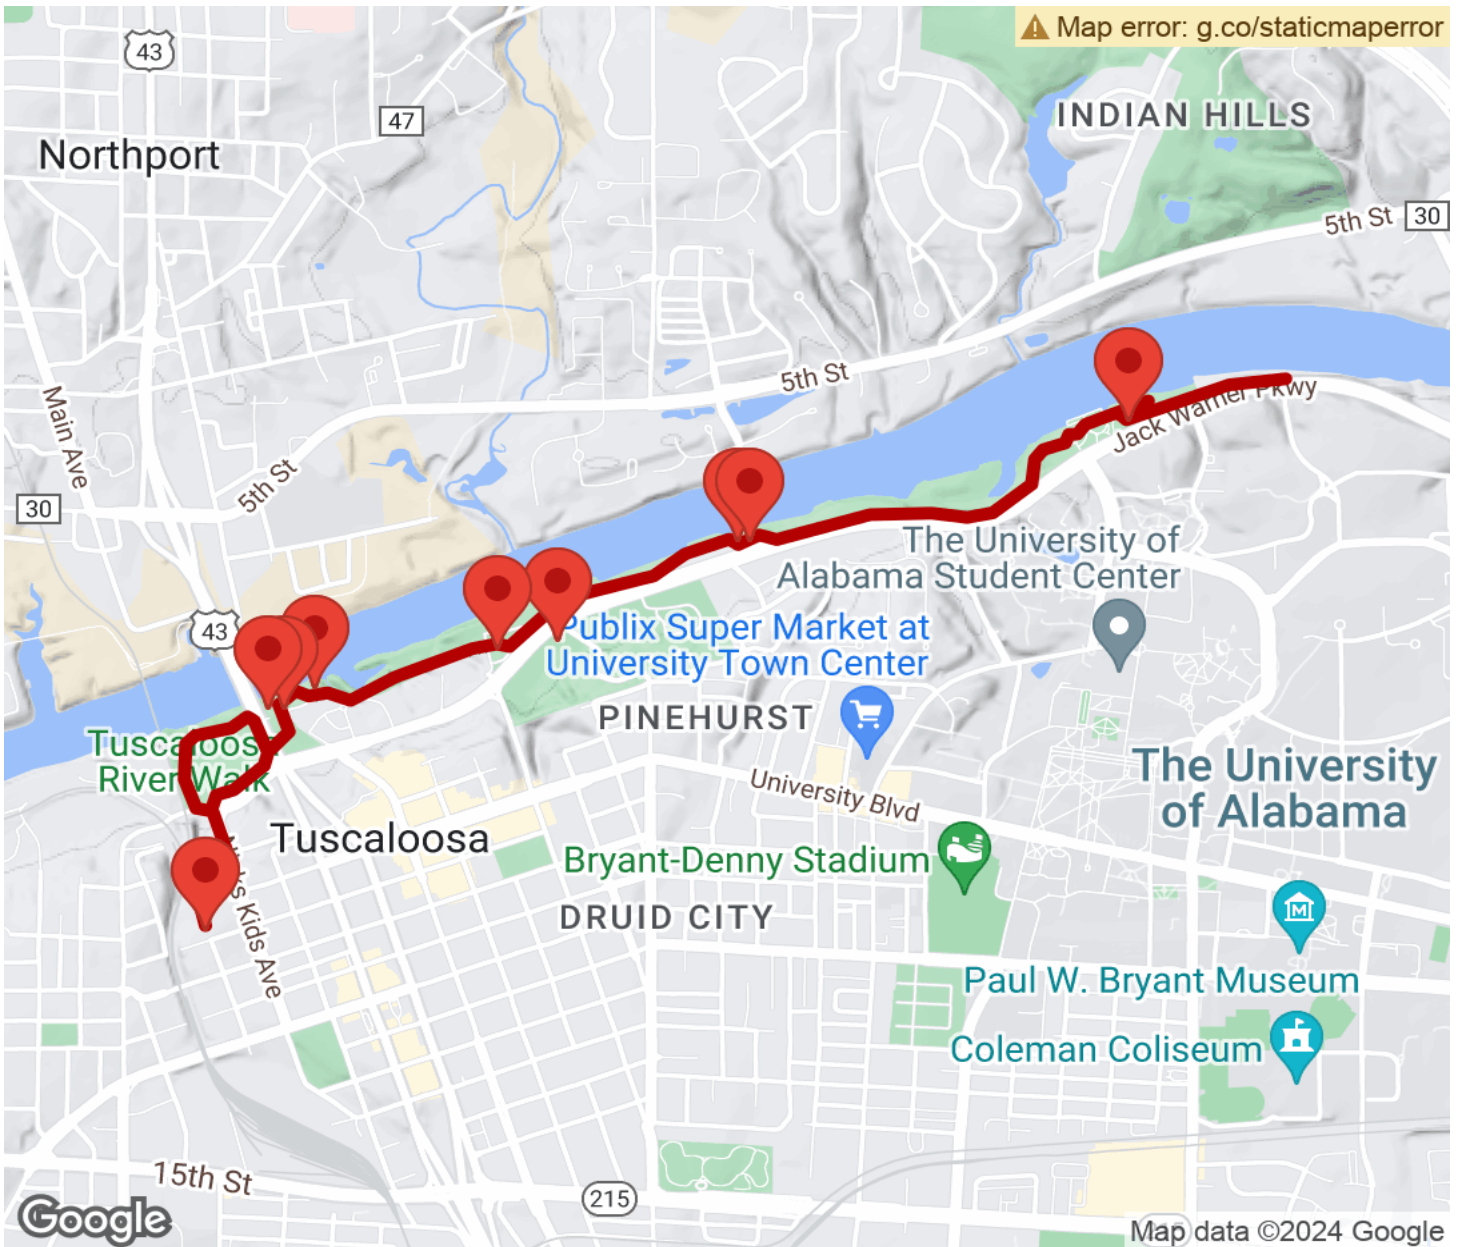 Map error: g.co/staticmaperror
43
47
INDIAN HILLS
Northport
5th St
30
5th St
Main Ave
Jack Warner Pkwy
5th St
30
The University of
Alabama Student Center
43
Publix Super Market at
University Town Center
PINEHURST
Tuscaloosa
River Walk
The University
of Alabama
University Blvd
Tuscaloosa
Bryant-Denny Stadium
DRUID CITY
Kids Ave
Paul W. Bryant Museum
Coleman Coliseum
15th St
215
215
Google
Map data ©2024 Google